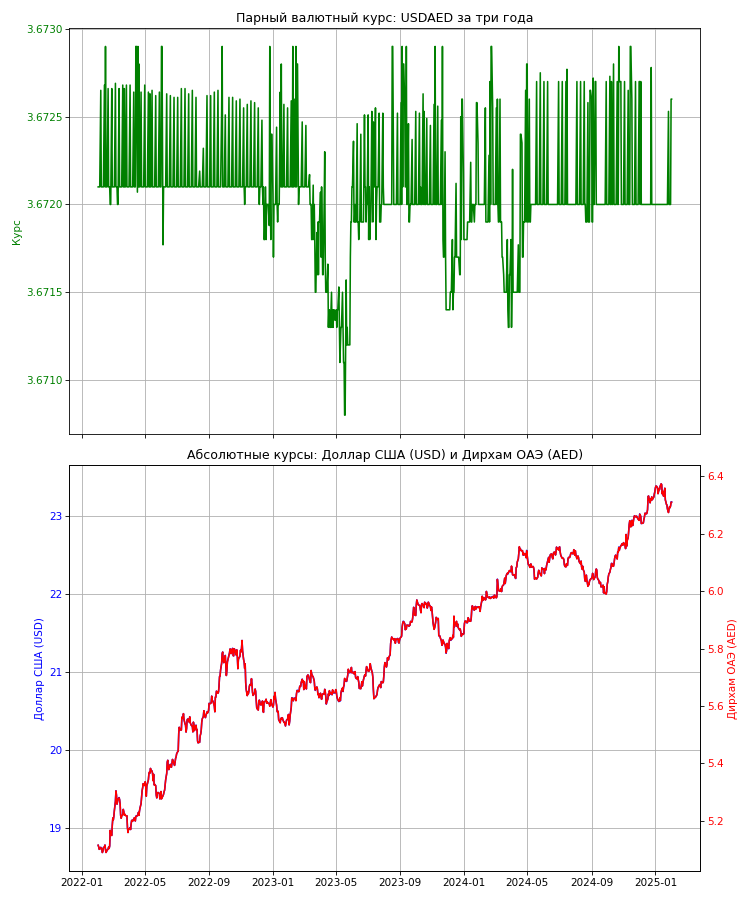 Парный валютный курс: USDAED за три года
3.6730
3.6725
3.6720
3.6715
3.6710
Курс
Абсолютные курсы: Доллар США (USD) и Дирхам ОАЭ (AED)
23
22
21
20
19
Доллар США (USD)
6.4
6.2
6.0
5.8
5.6
5.4
5.2
Дирхам ОАЭ (AED)
2022-01 2022-05 2022-09 2023-01 2023-05 2023-09 2024-01 2024-05 2024-09 2025-01